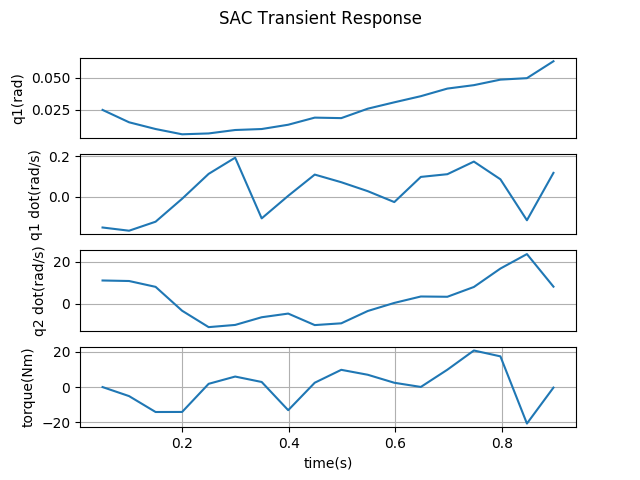 SAC Transient Response
q1(rad)
0.050
0.025
q1 dot(rad/s)
0.2
0.0
q2 dot(rad/s)
20
0
torque(Nm)
20
0
−20
0.2 0.4 0.6 0.8
time(s)